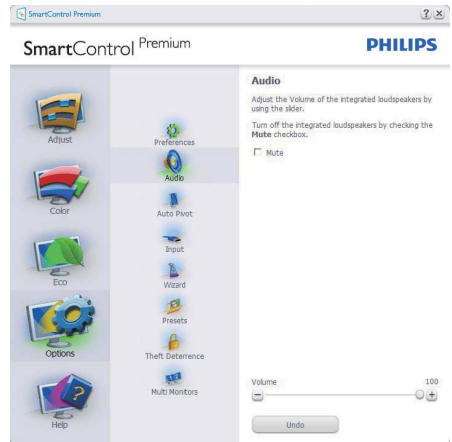 SmartControl Premium
SmartControl Premium
PHILIPS
Adjust
Color
Eco
Options
Help
Preferences
Audio
Auto Pivot
Input
Wizard
Presets
Theft Deterrence
Multi Monitors
Audio
Adjust the Volume of the integrated loudspeakers by
using the slider.
Turn off the integrated loudspeakers by checking the
Mute checkbox.
Mute
Volume 100
Undo